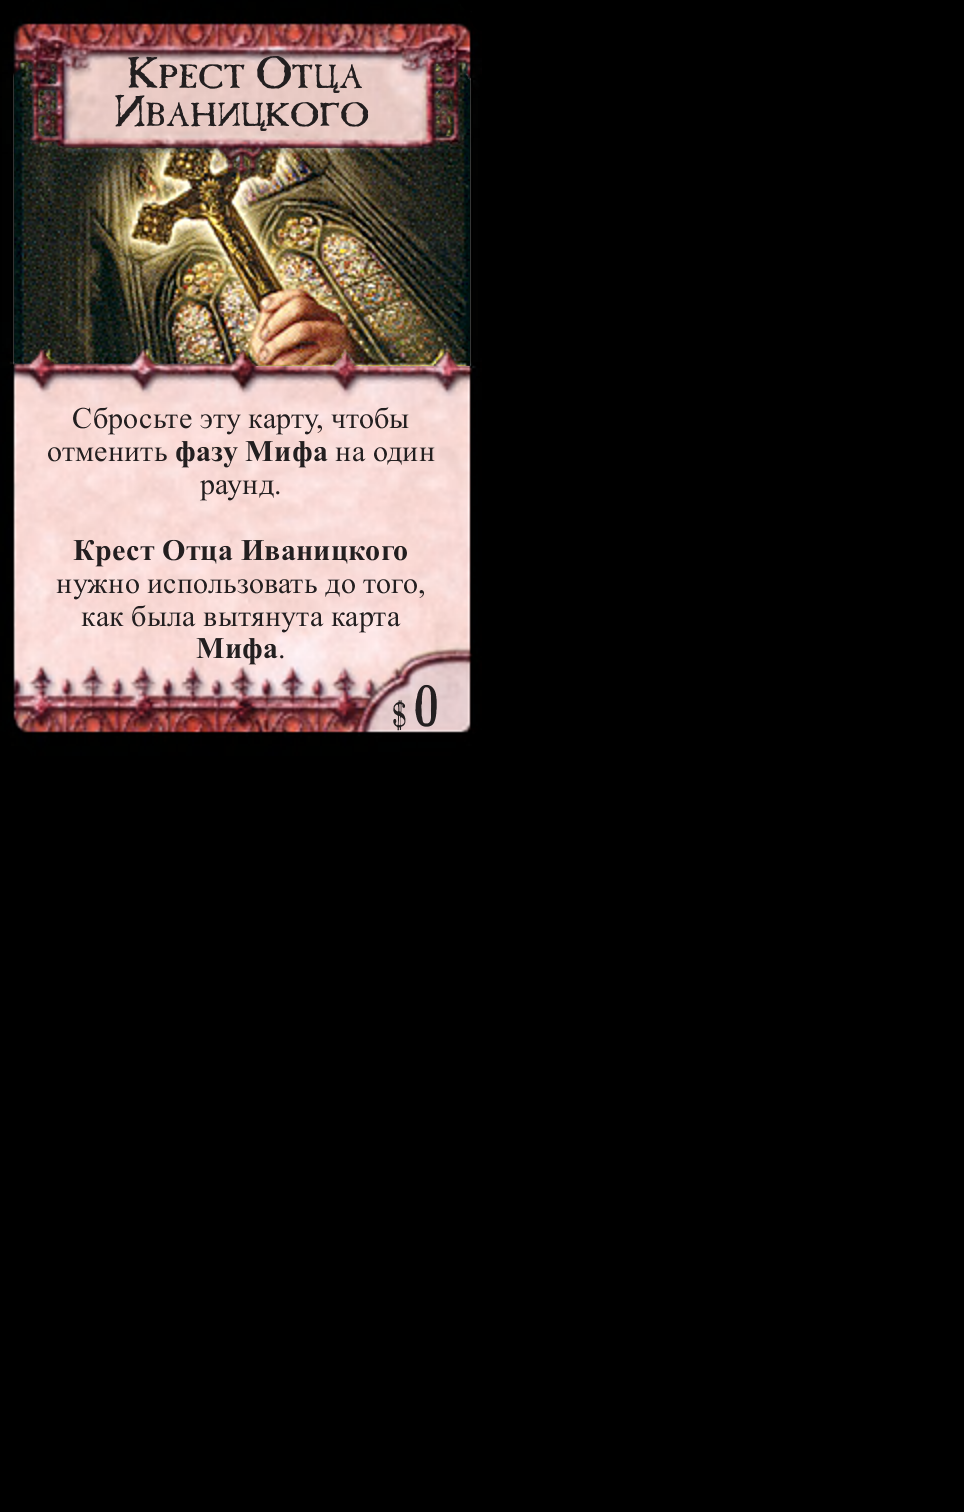 Крест Отца
Иваницкого
Сбросьте эту карту, чтобы
отменить фазу Мифа на один
раунд.
Крест Отца Иваницкого
нужно использовать до того,
как была вытянута карта
Мифа.
$ 0